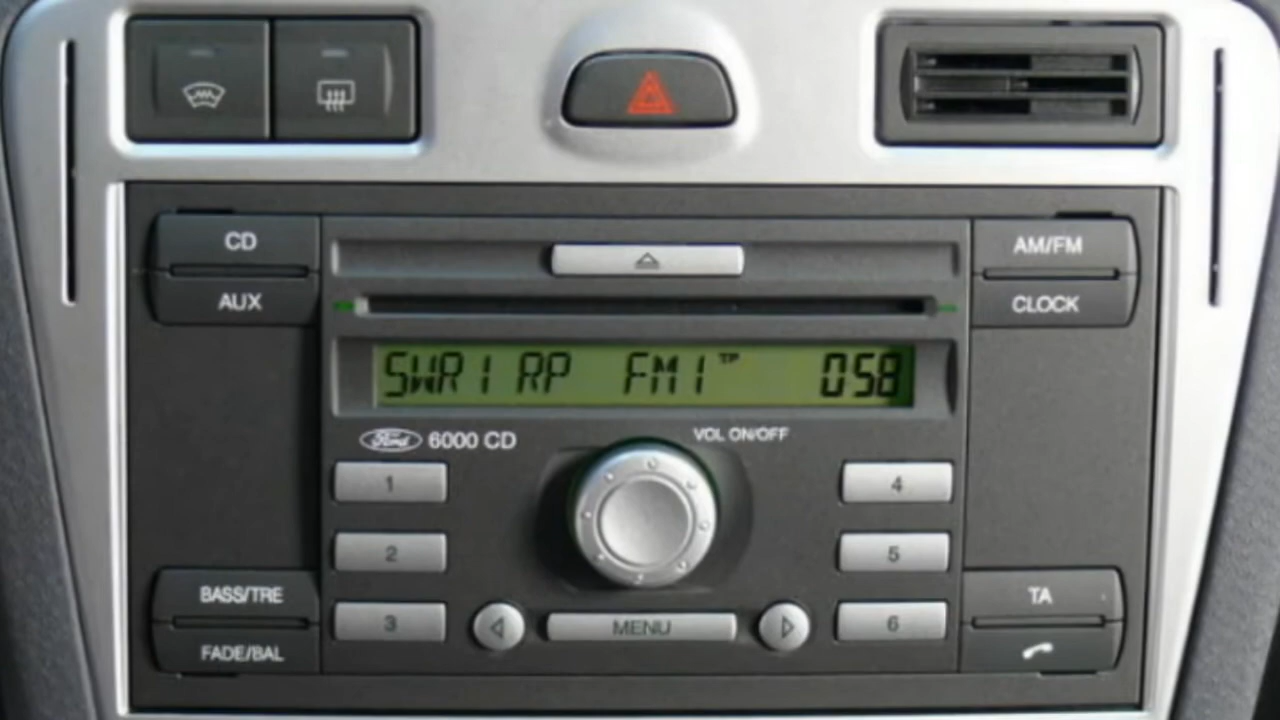 CD
AM/FM
AUX
CLOCK
SWR1 RP FM1 TP 058
Ford 6000 CD
VOL ON/OFF
1
4
2
5
BASS/TRE
TA
3
MENU
6
FADE/BAL